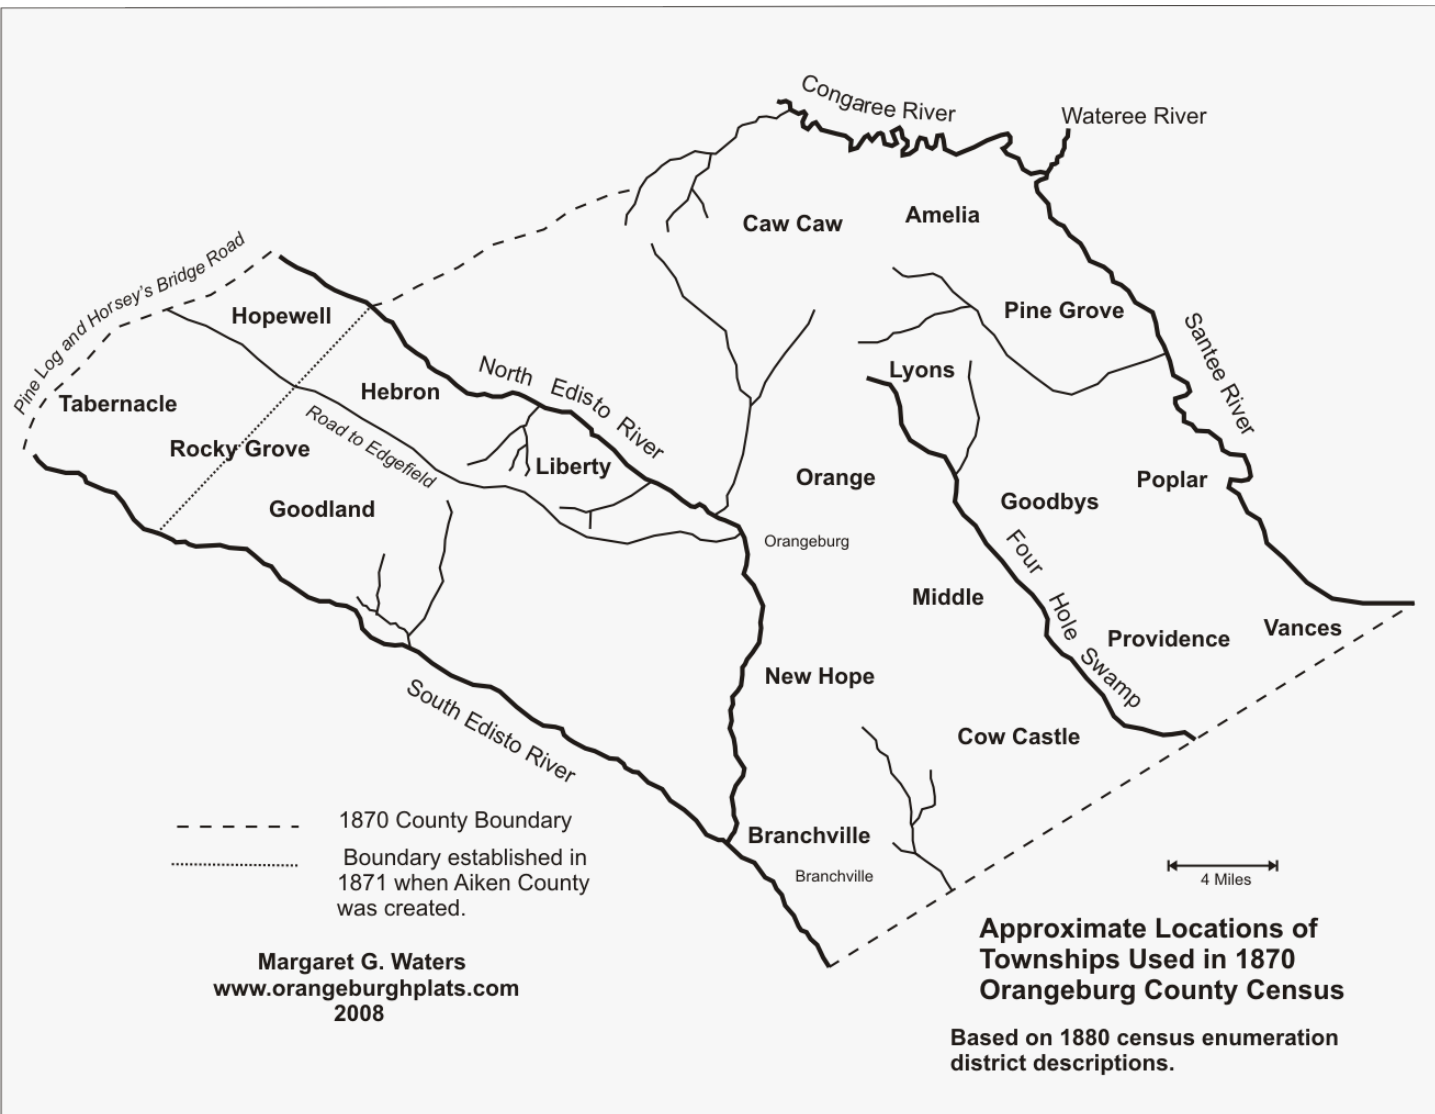 Congaree River
Wateree River
Caw Caw
Amelia
Pine Log and Horsey's Bridge Road
Hopewell
Pine Grove
Santee River
North Edisto River
Lyons
Hebron
Tabernacle
Road to Edgefield
Rocky Grove
Liberty
Orange
Poplar
Goodbys
Goodland
Orangeburg
Four Hole Swamp
Middle
Vances
Providence
New Hope
South Edisto River
Cow Castle
1870 County Boundary
Branchville
Boundary established in
1871 when Aiken County
was created.
Branchville
4 Miles
Approximate Locations of
Townships Used in 1870
Orangeburg County Census
Margaret G. Waters
www.orangeburghplats.com
2008
Based on 1880 census enumeration
district descriptions.